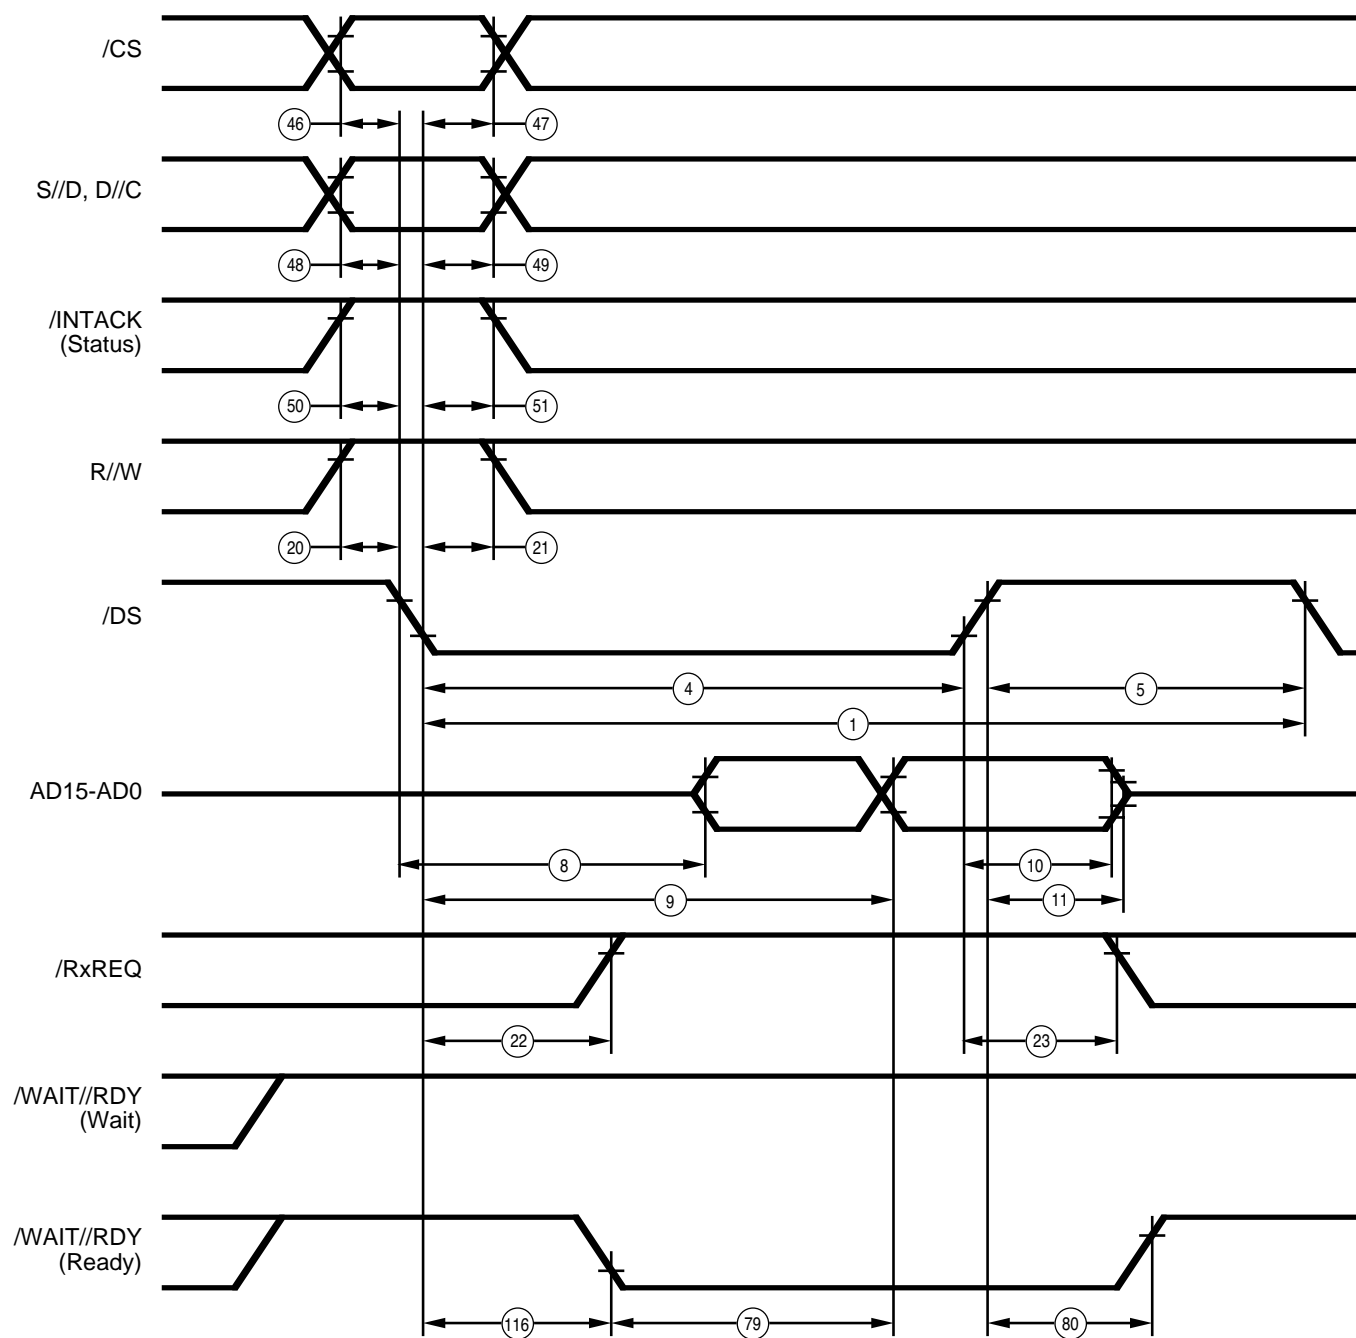 /CS
46
47
S//D, D//C
48
49
/INTACK
(Status)
50
51
R//W
20
21
/DS
4
5
1
AD15-AD0
8
10
9
11
/RxREQ
22
23
/WAIT//RDY
(Wait)
/WAIT//RDY
(Ready)
116
79
80